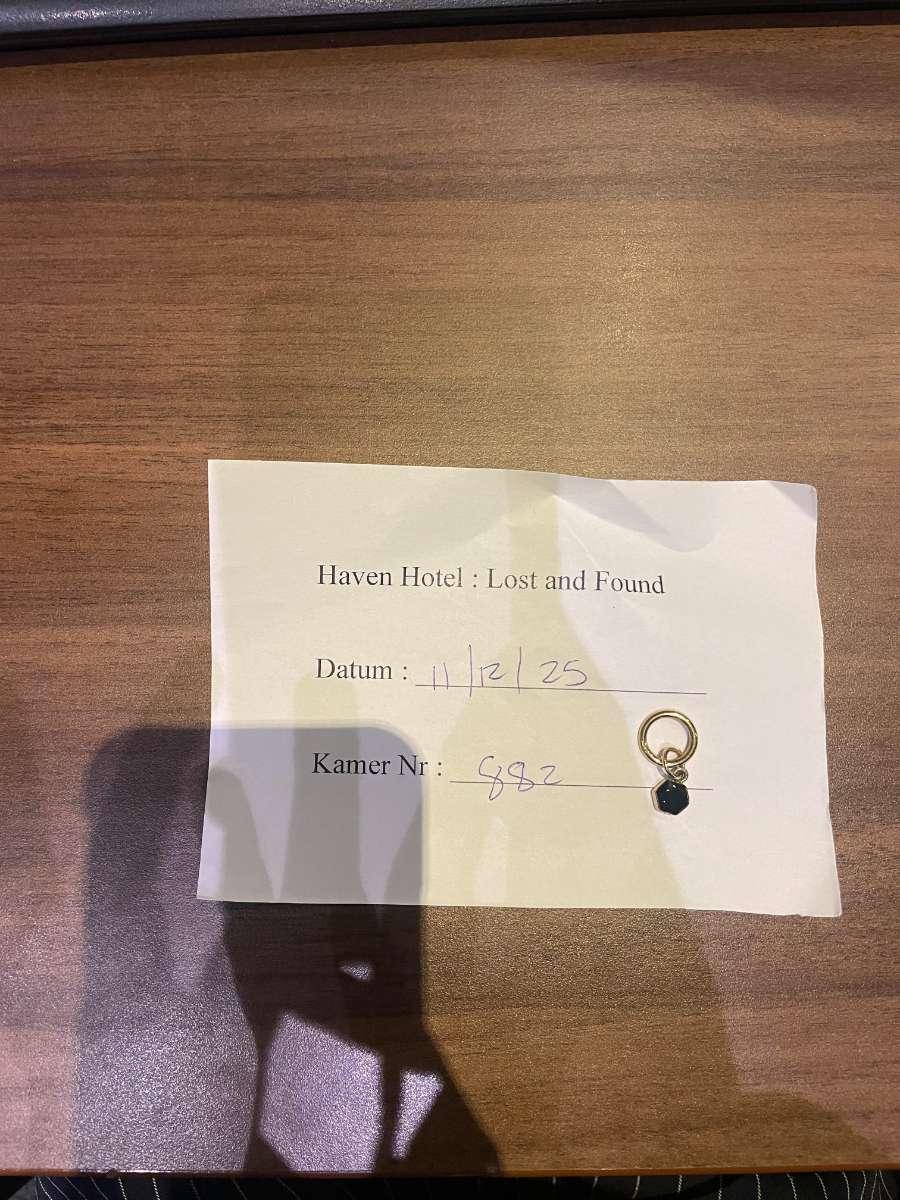 Haven Hotel : Lost and Found
Datum : 11/12/25
Kamer Nr : 882